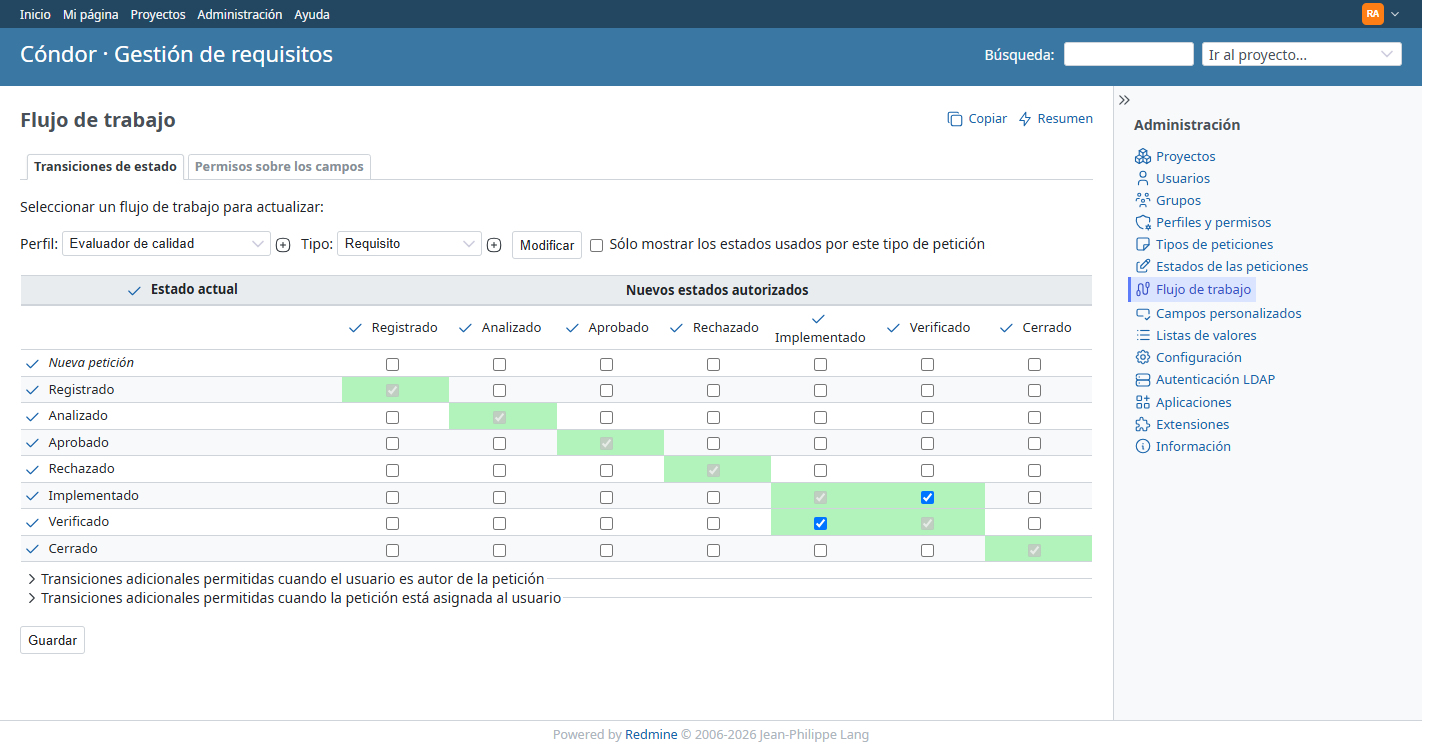 Inicio Mi página Proyectos Administración Ayuda RA
Cóndor · Gestión de requisitos Búsqueda: Ir al proyecto...
Flujo de trabajo Copiar Resumen
Transiciones de estado Permisos sobre los campos
Seleccionar un flujo de trabajo para actualizar:
Perfil: Evaluador de calidad Tipo: Requisito Modificar Sólo mostrar los estados usados por este tipo de petición
Estado actual Nuevos estados autorizados
Registrado Analizado Aprobado Rechazado Implementado Verificado Cerrado
Nueva petición
Registrado
Analizado
Aprobado
Rechazado
Implementado
Verificado
Cerrado
Transiciones adicionales permitidas cuando el usuario es autor de la petición
Transiciones adicionales permitidas cuando la petición está asignada al usuario
Guardar
Administración
Proyectos
Usuarios
Grupos
Perfiles y permisos
Tipos de peticiones
Estados de las peticiones
Flujo de trabajo
Campos personalizados
Listas de valores
Configuración
Autenticación LDAP
Aplicaciones
Extensiones
Información
Powered by Redmine © 2006-2026 Jean-Philippe Lang